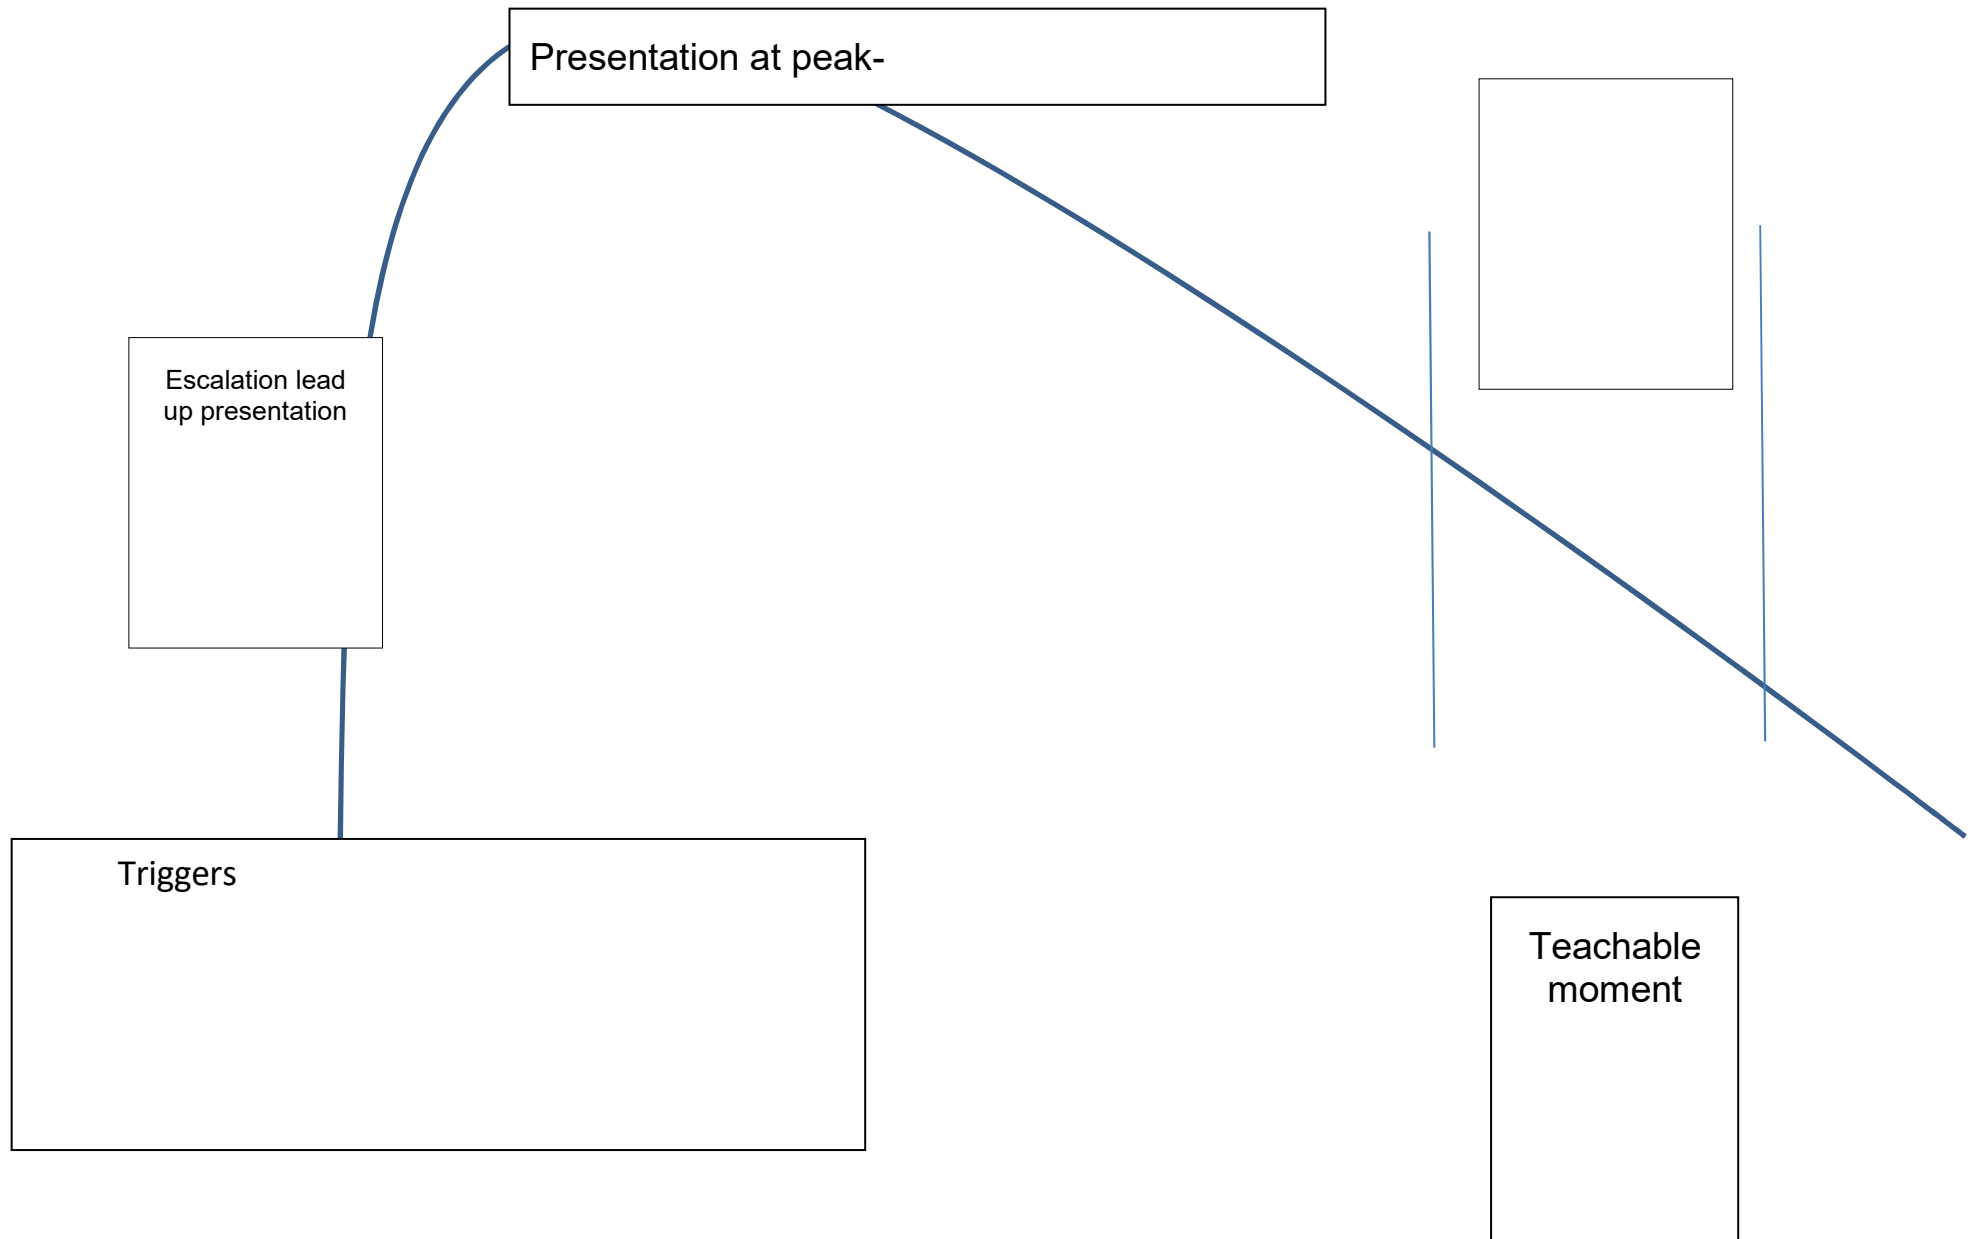 Presentation at peak-
Escalation lead
up presentation
Triggers
Teachable
moment